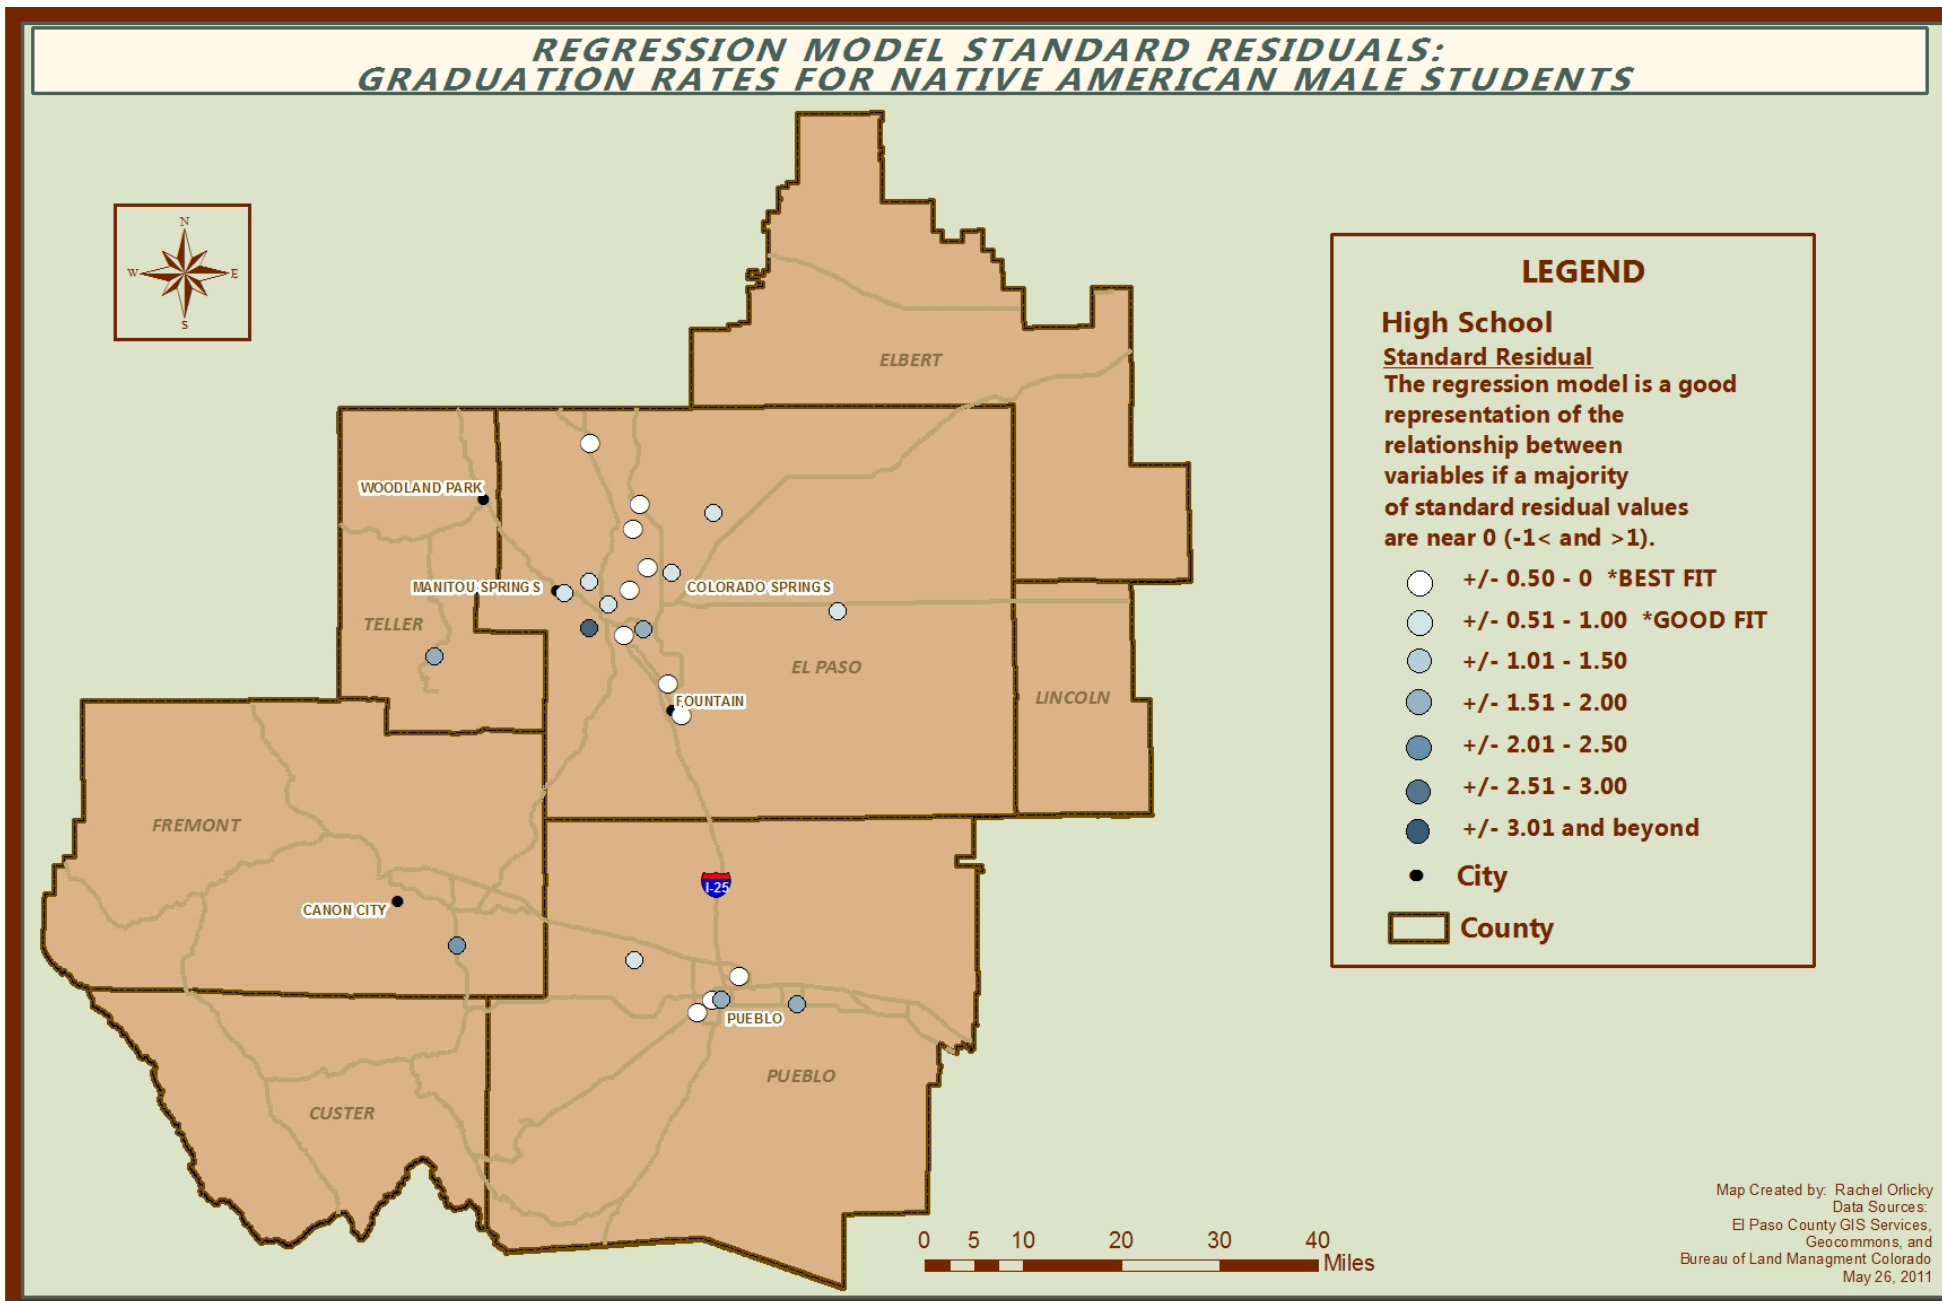 REGRESSION MODEL STANDARD RESIDUALS:
GRADUATION RATES FOR NATIVE AMERICAN MALE STUDENTS
N
W E
S
LEGEND
High School
Standard Residual
The regression model is a good
representation of the
relationship between
variables if a majority
of standard residual values
are near 0 (-1< and >1).
+/- 0.50 - 0 *BEST FIT
+/- 0.51 - 1.00 *GOOD FIT
+/- 1.01 - 1.50
+/- 1.51 - 2.00
+/- 2.01 - 2.50
+/- 2.51 - 3.00
+/- 3.01 and beyond
City
County
ELBERT
WOODLAND PARK
MANITOU SPRINGS
COLORADO SPRINGS
TELLER
EL PASO
LINCOLN
FOUNTAIN
FREMONT
I-25
CANON CITY
PUEBLO
PUEBLO
CUSTER
0 5 10 20 30 40
Miles
Map Created by: Rachel Orlicky
Data Sources:
El Paso County GIS Services,
Geocommons, and
Bureau of Land Managment Colorado
May 26, 2011